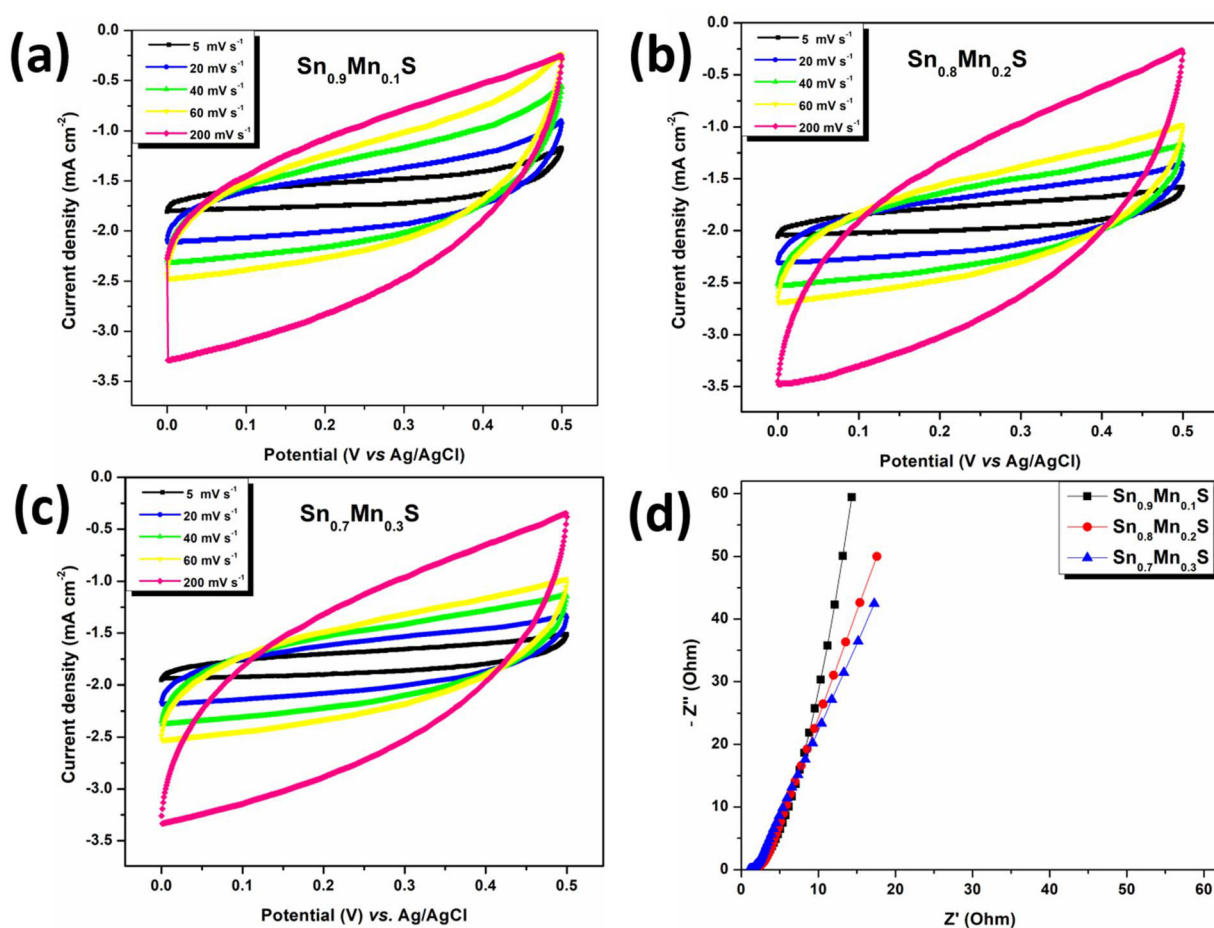 (a)
Sn0.9Mn0.1S
5 mV s-1
20 mV s-1
40 mV s-1
60 mV s-1
200 mV s-1
0.0
-0.5
-1.0
-1.5
-2.0
-2.5
-3.0
-3.5
Current density (mA cm-2)
0.0 0.1 0.2 0.3 0.4 0.5
Potential (V vs Ag/AgCl)
(b)
Sn0.8Mn0.2S
5 mV s-1
20 mV s-1
40 mV s-1
60 mV s-1
200 mV s-1
0.0
-0.5
-1.0
-1.5
-2.0
-2.5
-3.0
-3.5
Current density (mA cm-2)
0.0 0.1 0.2 0.3 0.4 0.5
Potential (V vs Ag/AgCl)
(c)
Sn0.7Mn0.3S
5 mV s-1
20 mV s-1
40 mV s-1
60 mV s-1
200 mV s-1
0.0
-0.5
-1.0
-1.5
-2.0
-2.5
-3.0
-3.5
Current density (mA cm-2)
0.0 0.1 0.2 0.3 0.4 0.5
Potential (V) vs. Ag/AgCl
(d)
Sn0.9Mn0.1S
Sn0.8Mn0.2S
Sn0.7Mn0.3S
60
50
40
30
20
10
0
- Z'' (Ohm)
0 10 20 30 40 50 60
Z' (Ohm)